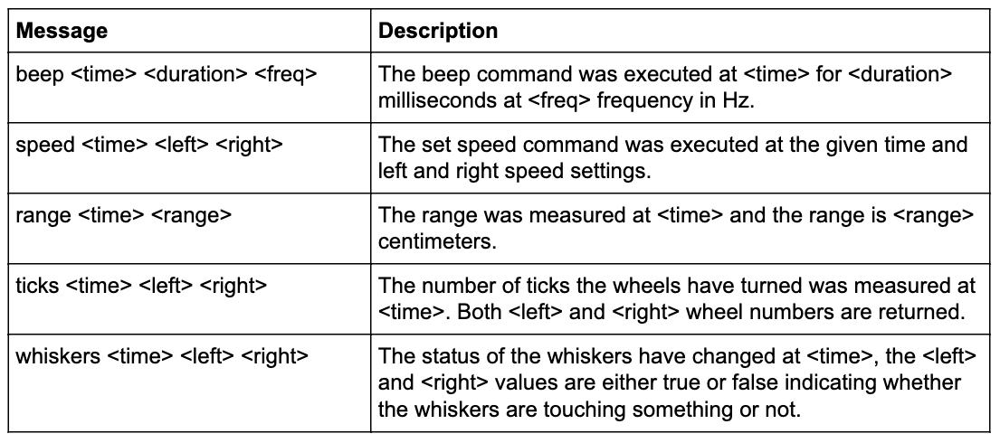 Message Description
beep <time> <duration> <freq> The beep command was executed at <time> for <duration>
milliseconds at <freq> frequency in Hz.
speed <time> <left> <right> The set speed command was executed at the given time and
left and right speed settings.
range <time> <range> The range was measured at <time> and the range is <range>
centimeters.
ticks <time> <left> <right> The number of ticks the wheels have turned was measured at
<time>. Both <left> and <right> wheel numbers are returned.
whiskers <time> <left> <right> The status of the whiskers have changed at <time>, the <left>
and <right> values are either true or false indicating whether
the whiskers are touching something or not.